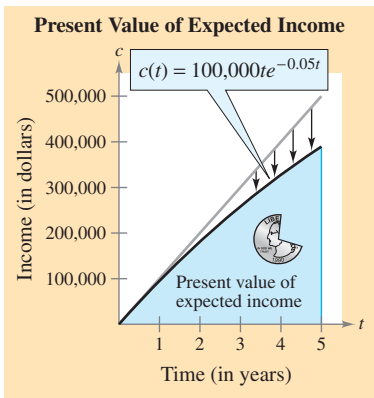 Present Value of Expected Income
c
c(t) = 100,000te^{-0.05t}
500,000
400,000
300,000
200,000
100,000
Income (in dollars)
Present value of
expected income
1 2 3 4 5
t
Time (in years)